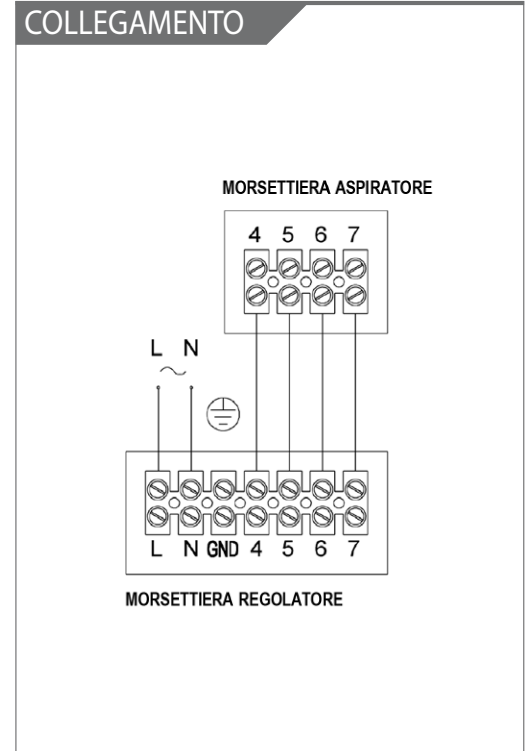 COLLEGAMENTO
MORSETTIERA ASPIRATORE
4 5 6 7
L N
L N GND 4 5 6 7
MORSETTIERA REGOLATORE